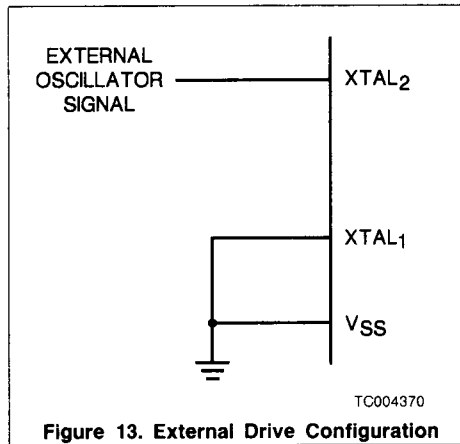 EXTERNAL
OSCILLATOR
SIGNAL
XTAL2
XTAL1
VSS
TC004370
Figure 13. External Drive Configuration